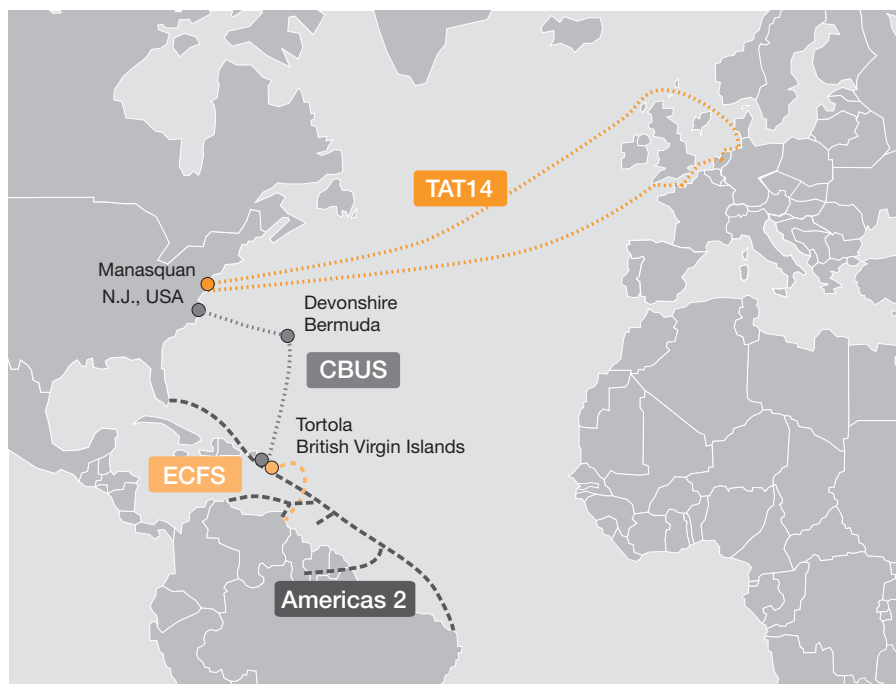 TAT14
Manasquan
N.J., USA
Devonshire
Bermuda
CBUS
Tortola
British Virgin Islands
ECFS
Americas 2